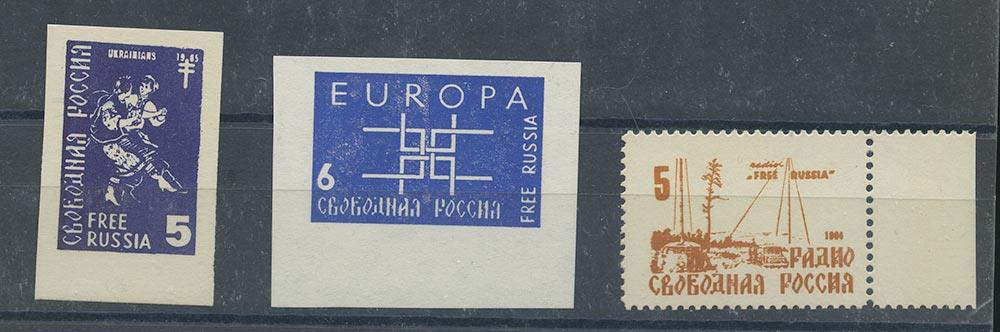 UKRAINIANS 1965
СВОБОДНАЯ РОССИЯ
FREE
RUSSIA 5
EUROPA
6
FREE RUSSIA
СВОБОДНАЯ РОССИЯ
5
radio
„FREE RUSSIA"
1964
РАДИО
СВОБОДНАЯ РОССИЯ